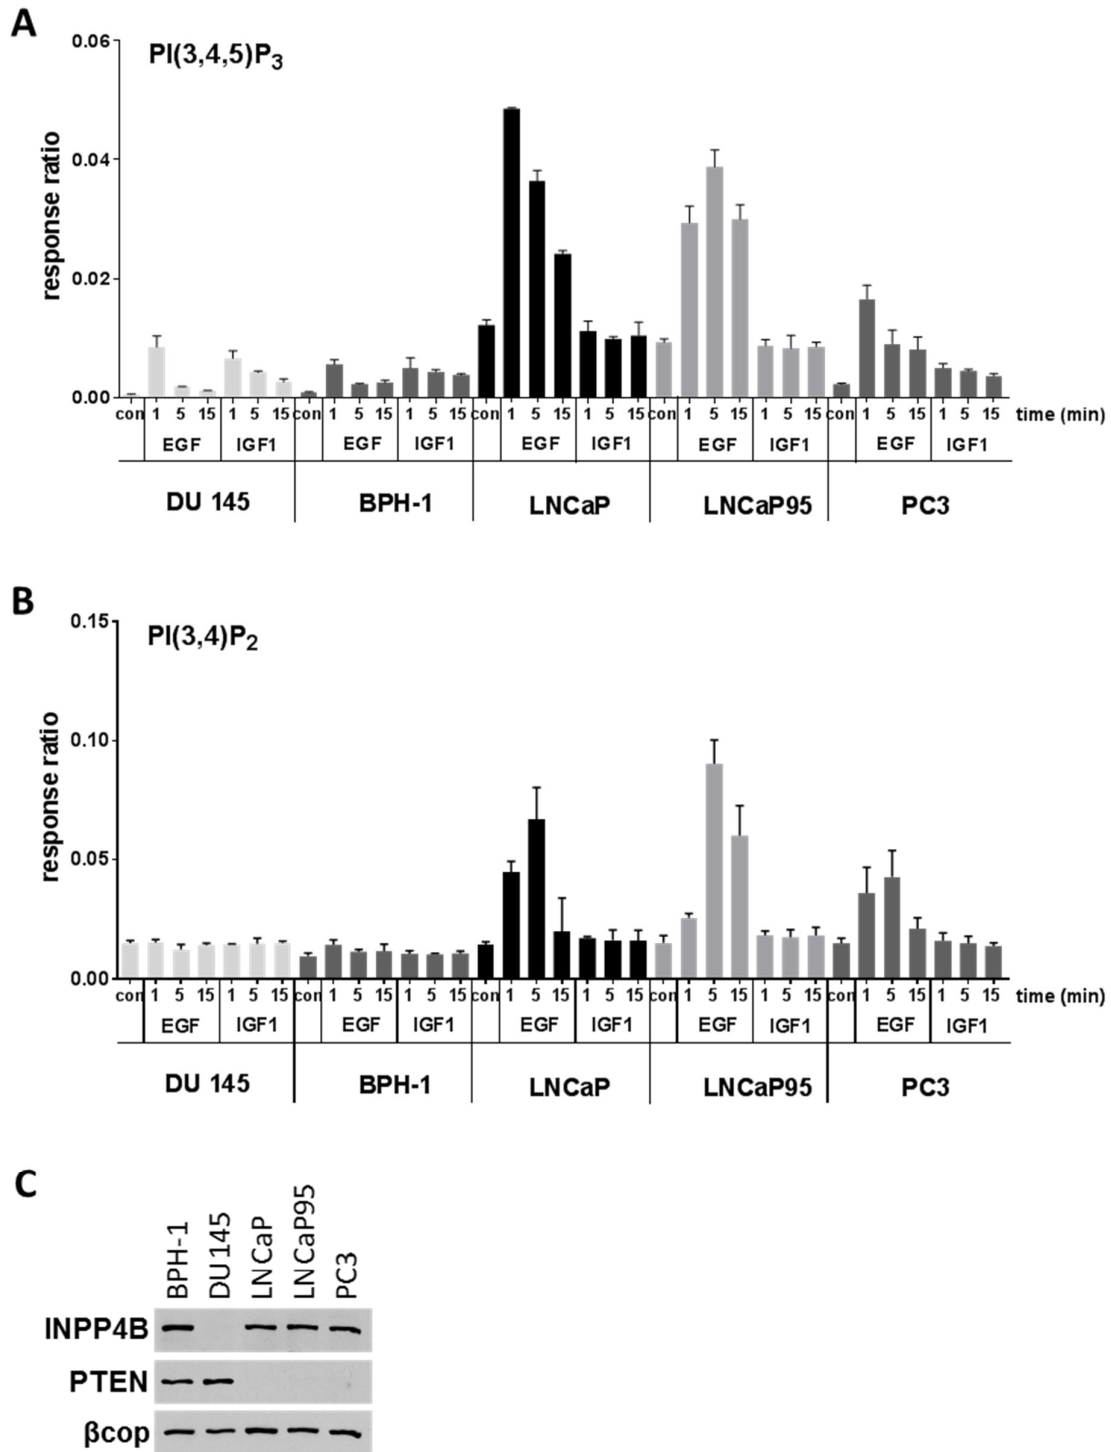 A
PI(3,4,5)P3
response ratio
0.06
0.04
0.02
0.00
con 1 5 15 1 5 15 con 1 5 15 1 5 15 con 1 5 15 1 5 15 con 1 5 15 1 5 15 con 1 5 15 1 5 15 time (min)
EGF IGF1 EGF IGF1 EGF IGF1 EGF IGF1 EGF IGF1
DU 145 BPH-1 LNCaP LNCaP95 PC3
B
PI(3,4)P2
response ratio
0.15
0.10
0.05
0.00
con 1 5 15 1 5 15 con 1 5 15 1 5 15 con 1 5 15 1 5 15 con 1 5 15 1 5 15 con 1 5 15 1 5 15 time (min)
EGF IGF1 EGF IGF1 EGF IGF1 EGF IGF1 EGF IGF1
DU 145 BPH-1 LNCaP LNCaP95 PC3
C
BPH-1
DU145
LNCaP
LNCaP95
PC3
INPP4B
PTEN
βcop